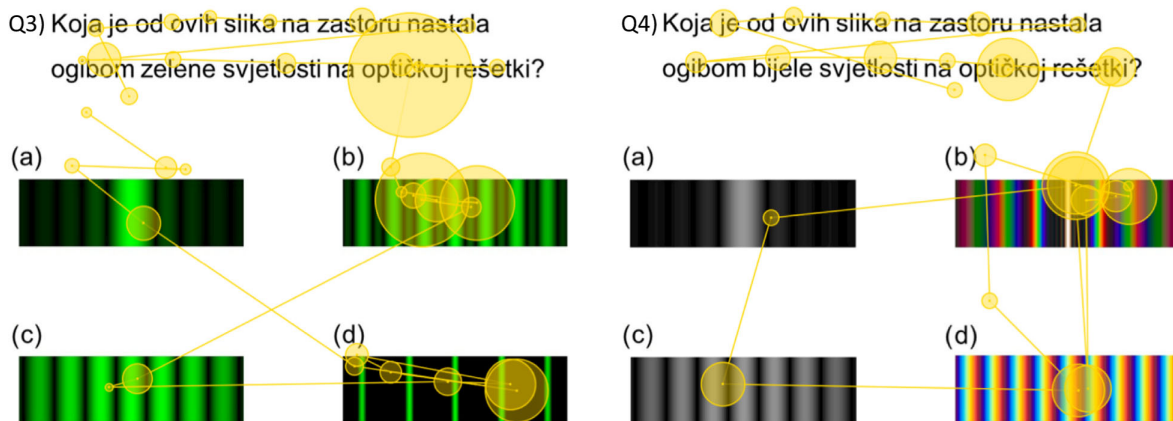 Q3) Koja je od ovih slika na zastoru nastala
ogibom zelene svjetlosti na optičkoj rešetki?
(a)
(b)
(c)
(d)
Q4) Koja je od ovih slika na zastoru nastala
ogibom bijele svjetlosti na optičkoj rešetki?
(a)
(b)
(c)
(d)